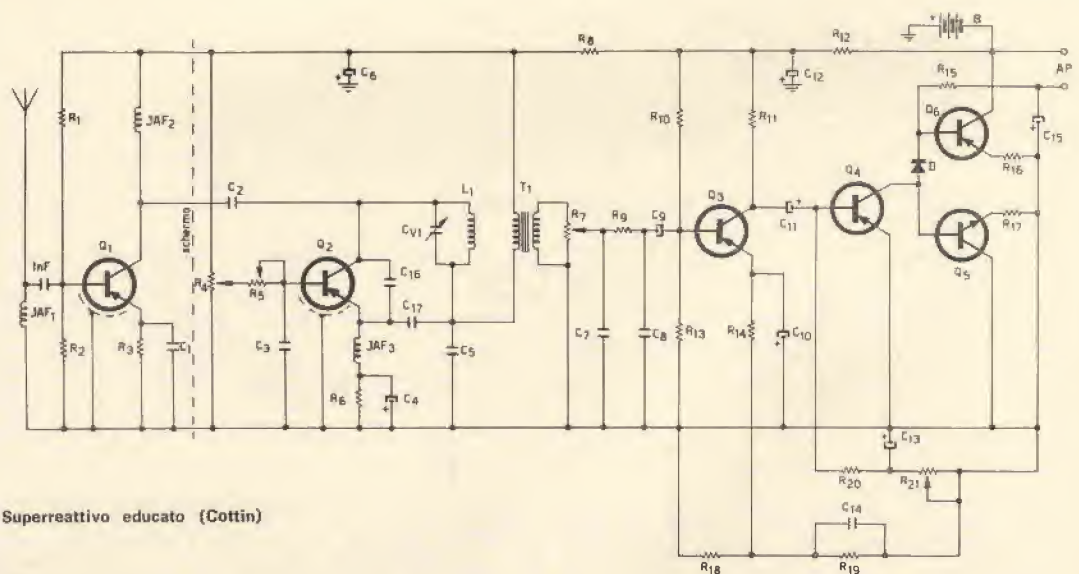 R8
R12
B
AP
R1
JAF2
C6
C12
R15
Q6
C15
R10
R11
schermo
C2
L1
T1
CV1
R16
D
Q1
Q2
R7
R9
C9
Q3
Q4
C11
R17
Q5
1nF
R4
R5
C16
C17
JAF1
R2
R3
C1
C3
JAF3
C5
C7
C8
R13
R14
C10
R6
C4
C13
R20
R21
C14
R18
R19
Superreattivo educato (Cottin)